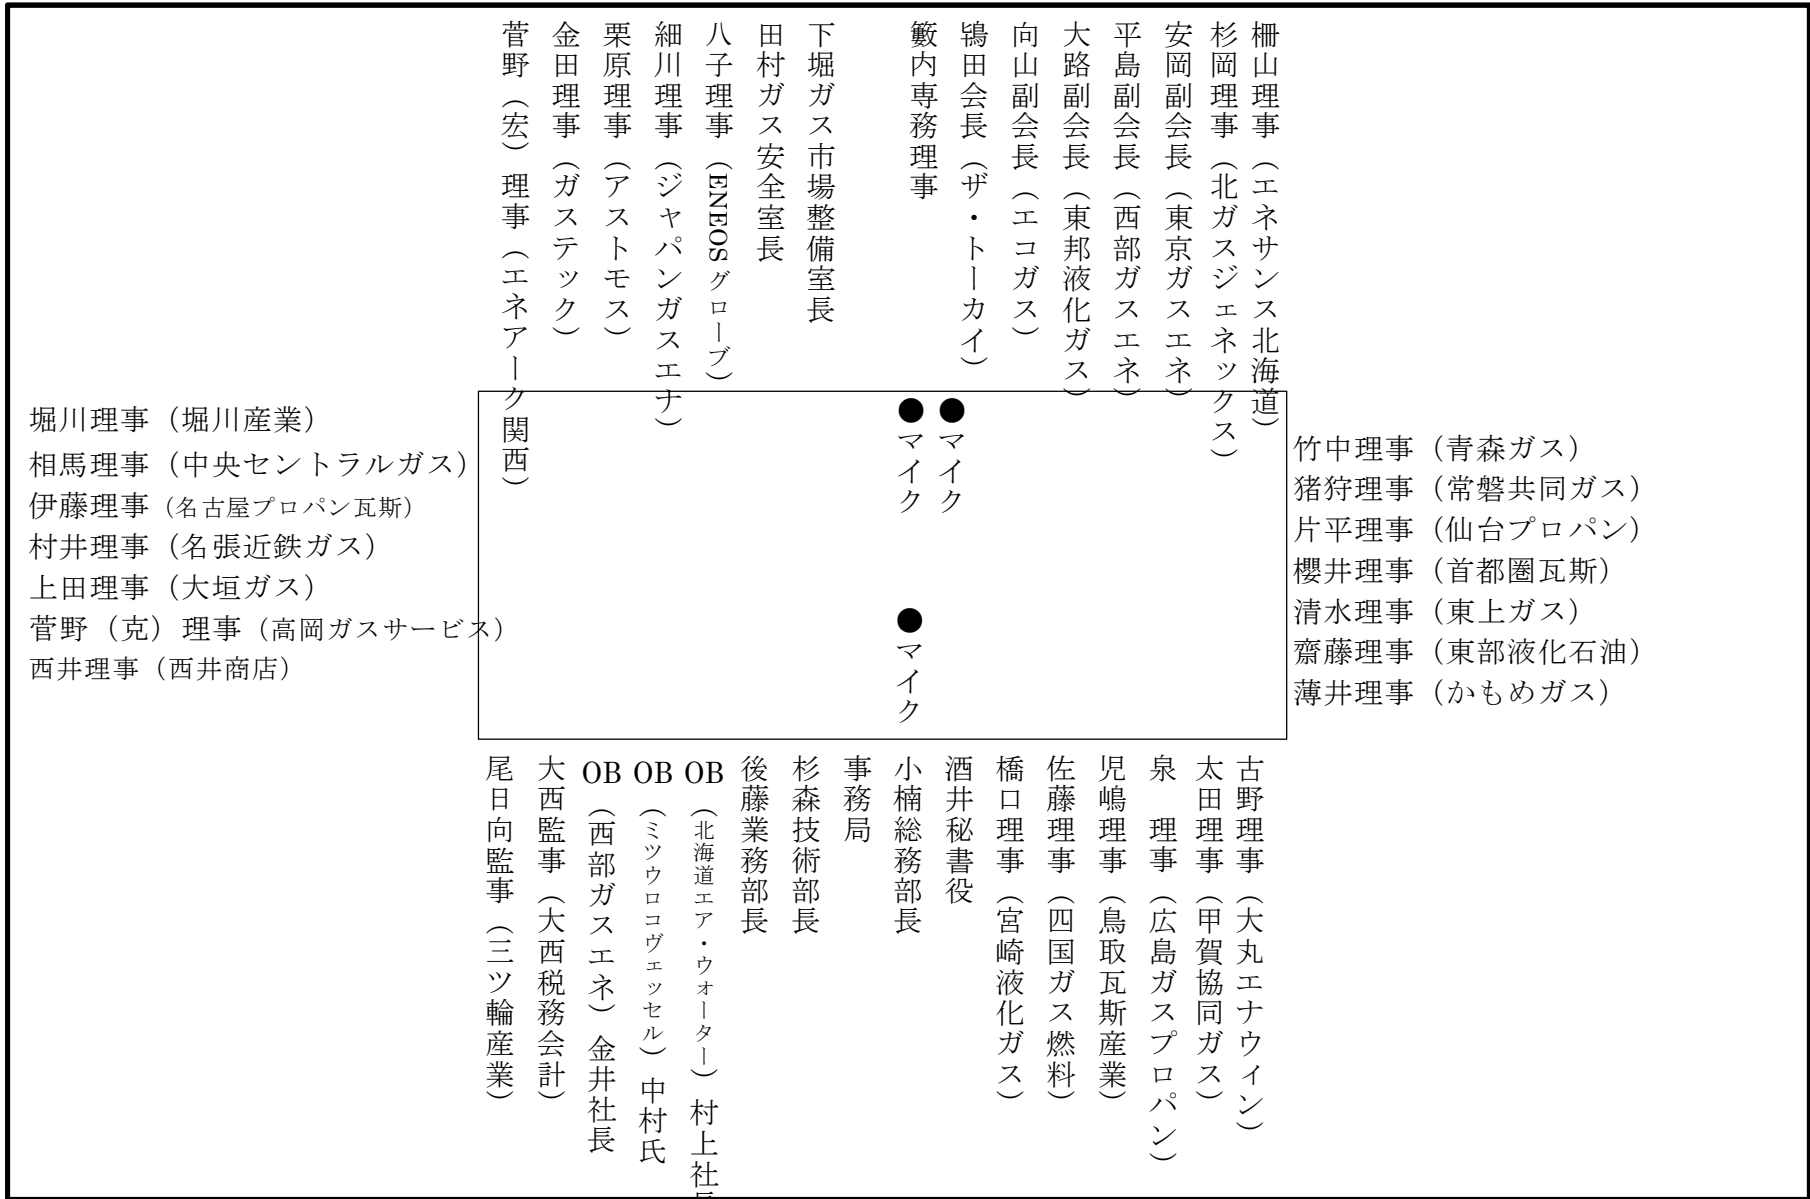 柵山理事（エネサンス北海道）
杉岡理事（北ガスジェネックス）
安岡副会長（東京ガスエネ）
平島副会長（西部ガスエネ）
大路副会長（東邦液化ガス）
向山副会長（エコガス）
鴇田会長（ザ・トーカイ）
籔内専務理事
下堀ガス市場整備室長
田村ガス安全室長
八子理事（ENEOSグローブ）
細川理事（ジャパンガスエナ）
栗原理事（アストモス）
金田理事（ガステック）
菅野（宏）理事（エネアーク関西）
堀川理事（堀川産業）
相馬理事（中央セントラルガス）
伊藤理事（名古屋プロパン瓦斯）
村井理事（名張近鉄ガス）
上田理事（大垣ガス）
菅野（克）理事（高岡ガスサービス）
西井理事（西井商店）
●マイク
●マイク
●マイク
竹中理事（青森ガス）
猪狩理事（常磐共同ガス）
片平理事（仙台プロパン）
櫻井理事（首都圏瓦斯）
清水理事（東上ガス）
齋藤理事（東部液化石油）
薄井理事（かもめガス）
古野理事（大丸エナウィン）
太田理事（甲賀協同ガス）
泉　理事（広島ガスプロパン）
児嶋理事（鳥取瓦斯産業）
佐藤理事（四国ガス燃料）
橋口理事（宮崎液化ガス）
酒井秘書役
小楠総務部長
事務局
杉森技術部長
後藤業務部長
OB（北海道エア・ウォーター）村上社長
OB（ミツウロコヴェッセル）中村氏
OB（西部ガスエネ）金井社長
大西監事（大西税務会計）
尾日向監事（三ツ輪産業）